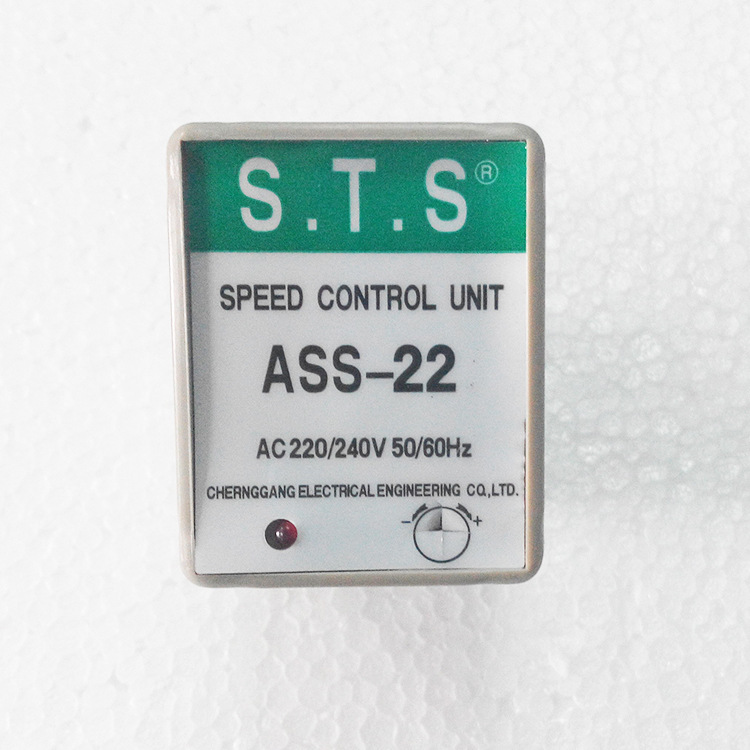 S.T.S®
SPEED CONTROL UNIT
ASS-22
AC 220/240V 50/60Hz
CHERNGGANG ELECTRICAL ENGINEERING CO.,LTD.
- +